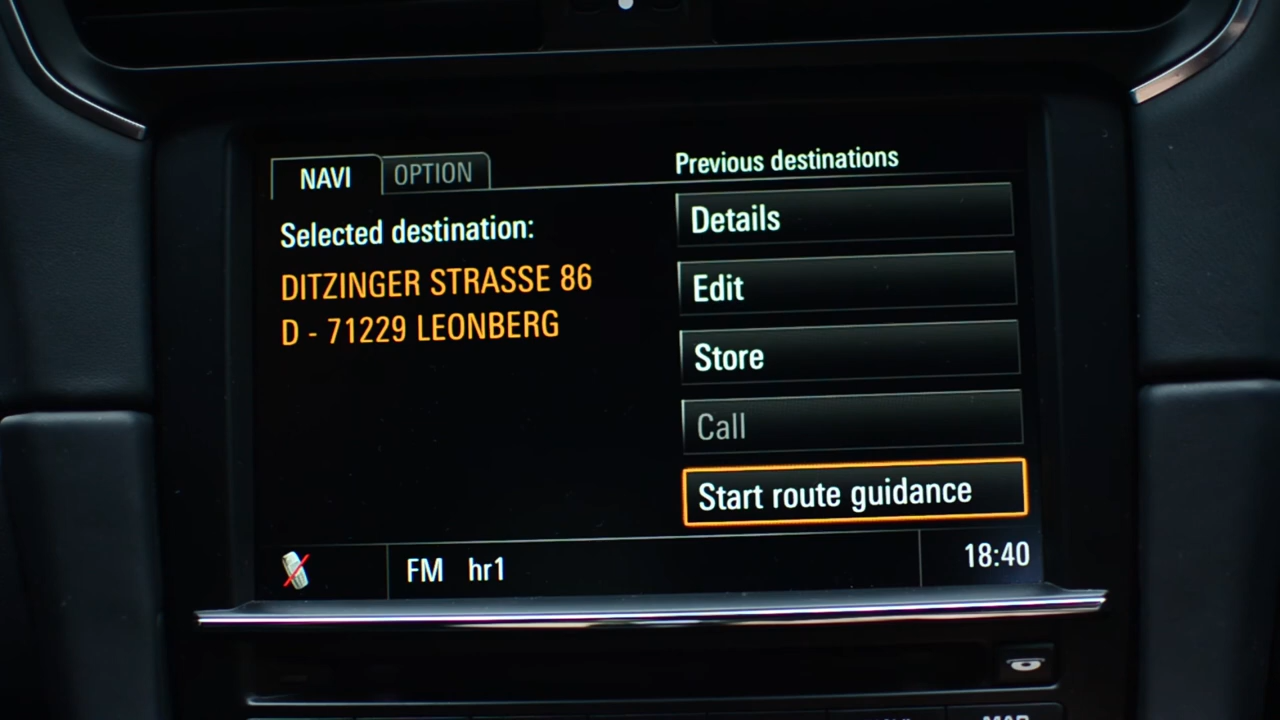 NAVI OPTION
Selected destination:
DITZINGER STRASSE 86
D - 71229 LEONBERG
Previous destinations
Details
Edit
Store
Call
Start route guidance
FM hr1
18:40
MAP